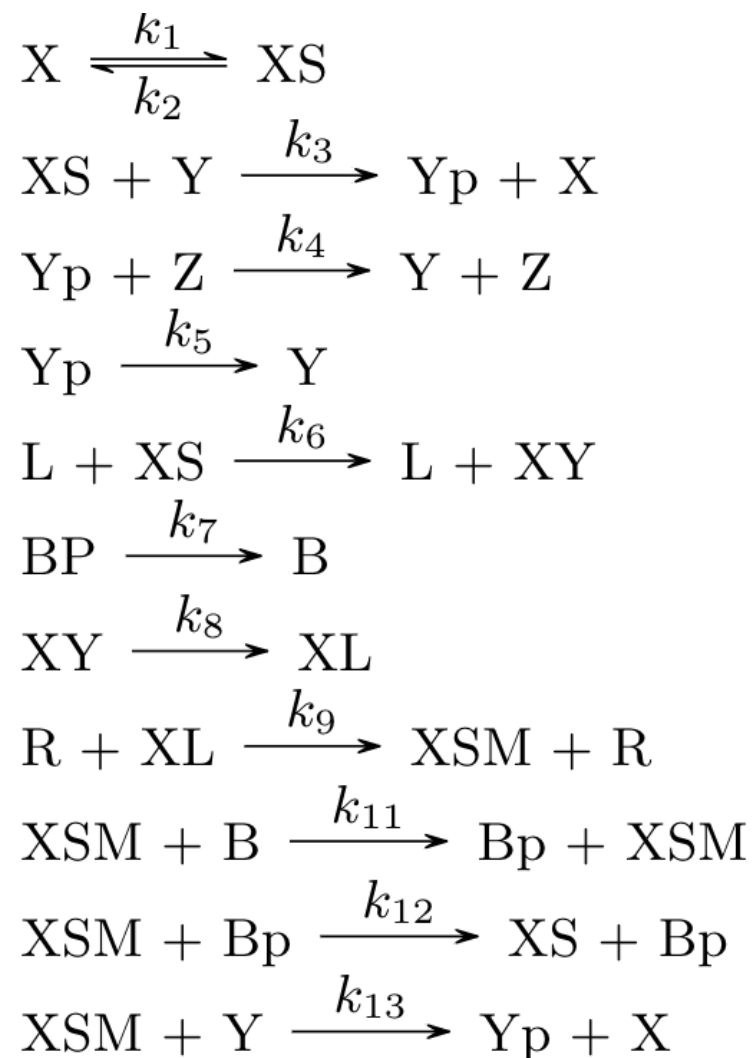 k₁
X ⇌ XS
k₂
k₃
XS + Y ⟶ Yp + X
k₄
Yp + Z ⟶ Y + Z
k₅
Yp ⟶ Y
k₆
L + XS ⟶ L + XY
k₇
BP ⟶ B
k₈
XY ⟶ XL
k₉
R + XL ⟶ XSM + R
k₁₁
XSM + B ⟶ Bp + XSM
k₁₂
XSM + Bp ⟶ XS + Bp
k₁₃
XSM + Y ⟶ Yp + X